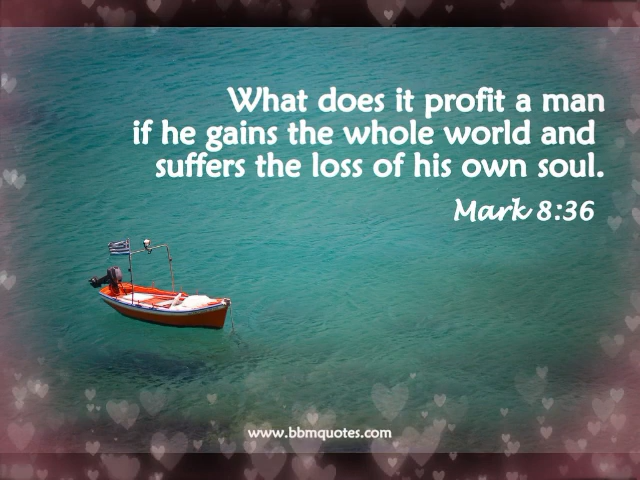 What does it profit a man
if he gains the whole world and
suffers the loss of his own soul.
Mark 8:36
www.bbmquotes.com